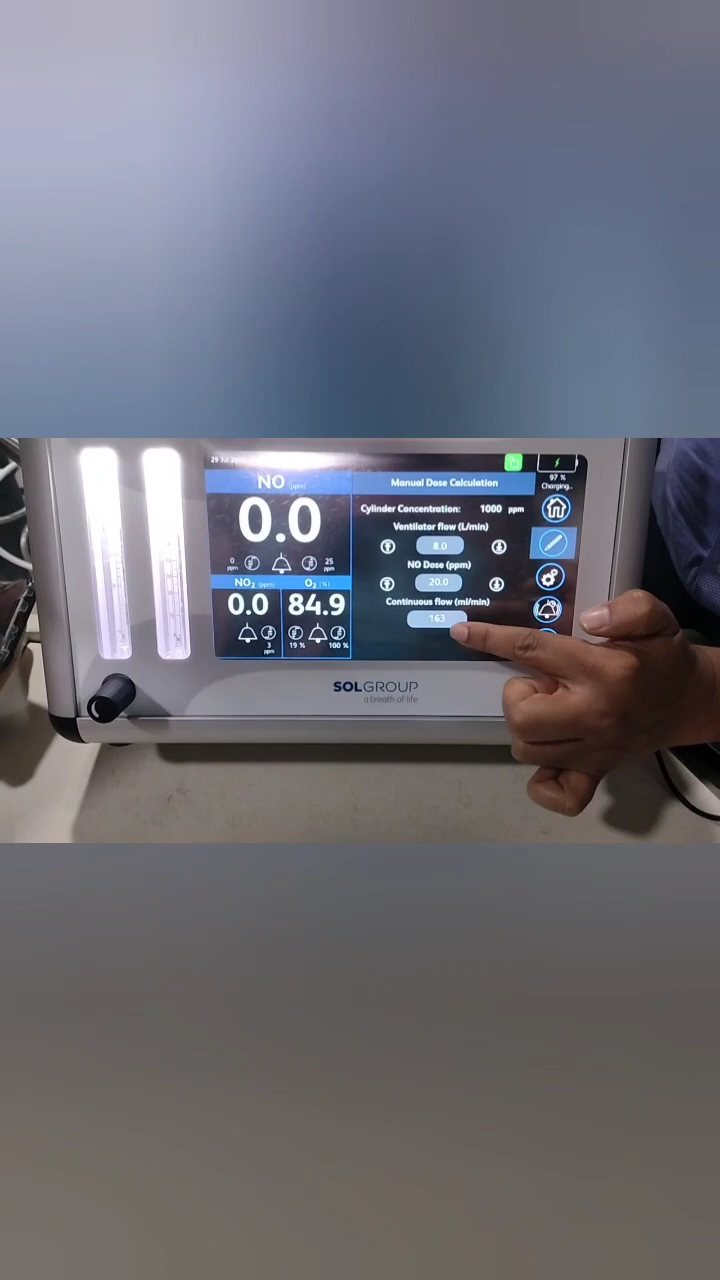 29 Jul
97 %
Charging...
NO (ppm)
0.0
0
ppm
25
ppm
NO₂ (ppm)
O₂ (%)
0.0
84.9
3
ppm
19 %
100 %
Manual Dose Calculation
Cylinder Concentration: 1000 ppm
Ventilator flow (L/min)
8.0
NO Dose (ppm)
20.0
Continuous flow (ml/min)
163
SOLGROUP
a breath of life